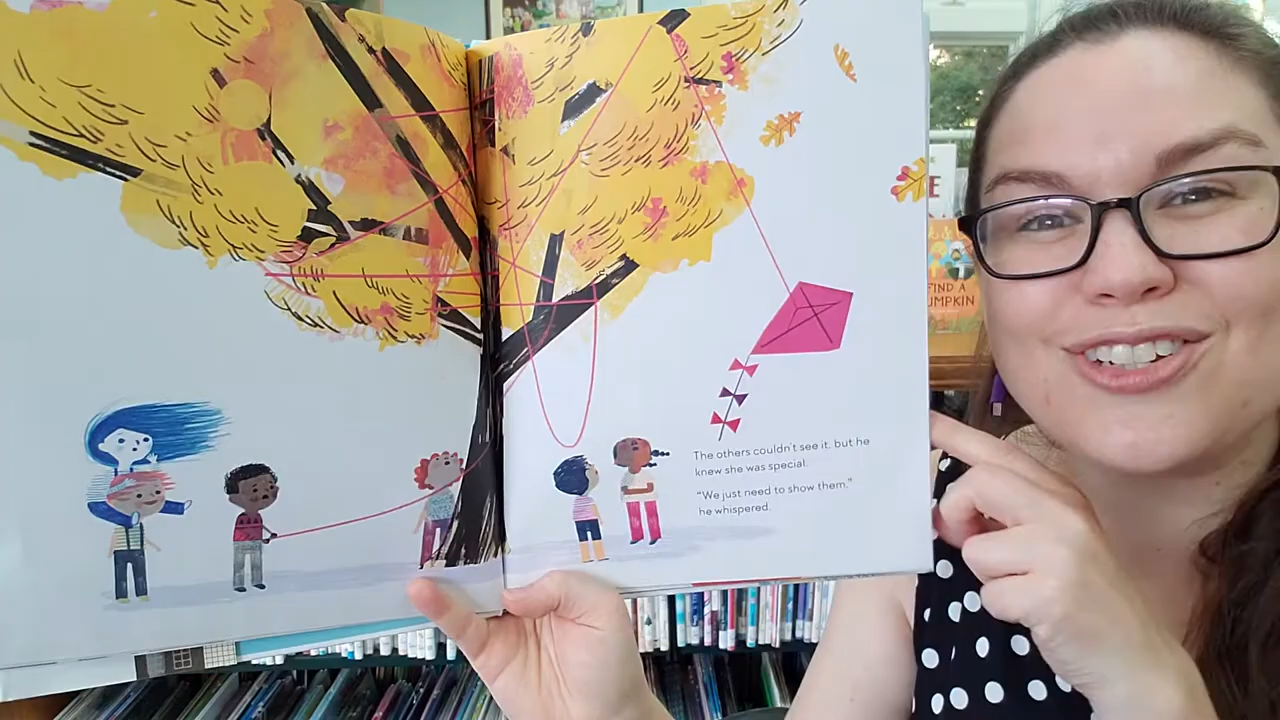 The others couldn't see it, but he
knew she was special.
"We just need to show them,"
he whispered.
E
FIND A
UMPKIN